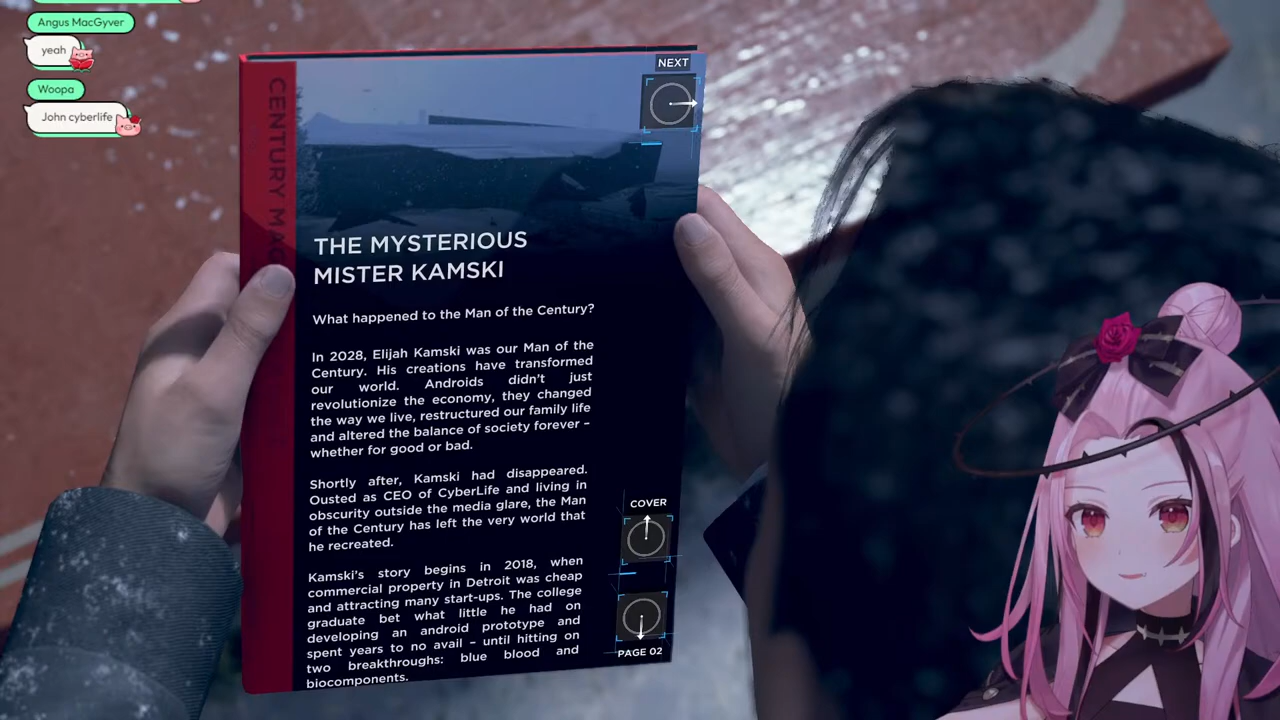 Angus MacGyver
yeah
Woopa
John cyberlife
NEXT
CENTURY MAG
THE MYSTERIOUS
MISTER KAMSKI
What happened to the Man of the Century?
In 2028, Elijah Kamski was our Man of the
Century. His creations have transformed
our world. Androids didn't just
revolutionize the economy, they changed
the way we live, restructured our family life
and altered the balance of society forever –
whether for good or bad.
Shortly after, Kamski had disappeared.
Ousted as CEO of CyberLife and living in
obscurity outside the media glare, the Man
of the Century has left the very world that
he recreated.
Kamski's story begins in 2018, when
commercial property in Detroit was cheap
and attracting many start-ups. The college
graduate bet what little he had on
developing an android prototype and
spent years to no avail – until hitting on
two breakthroughs: blue blood and
biocomponents.
COVER
PAGE 02